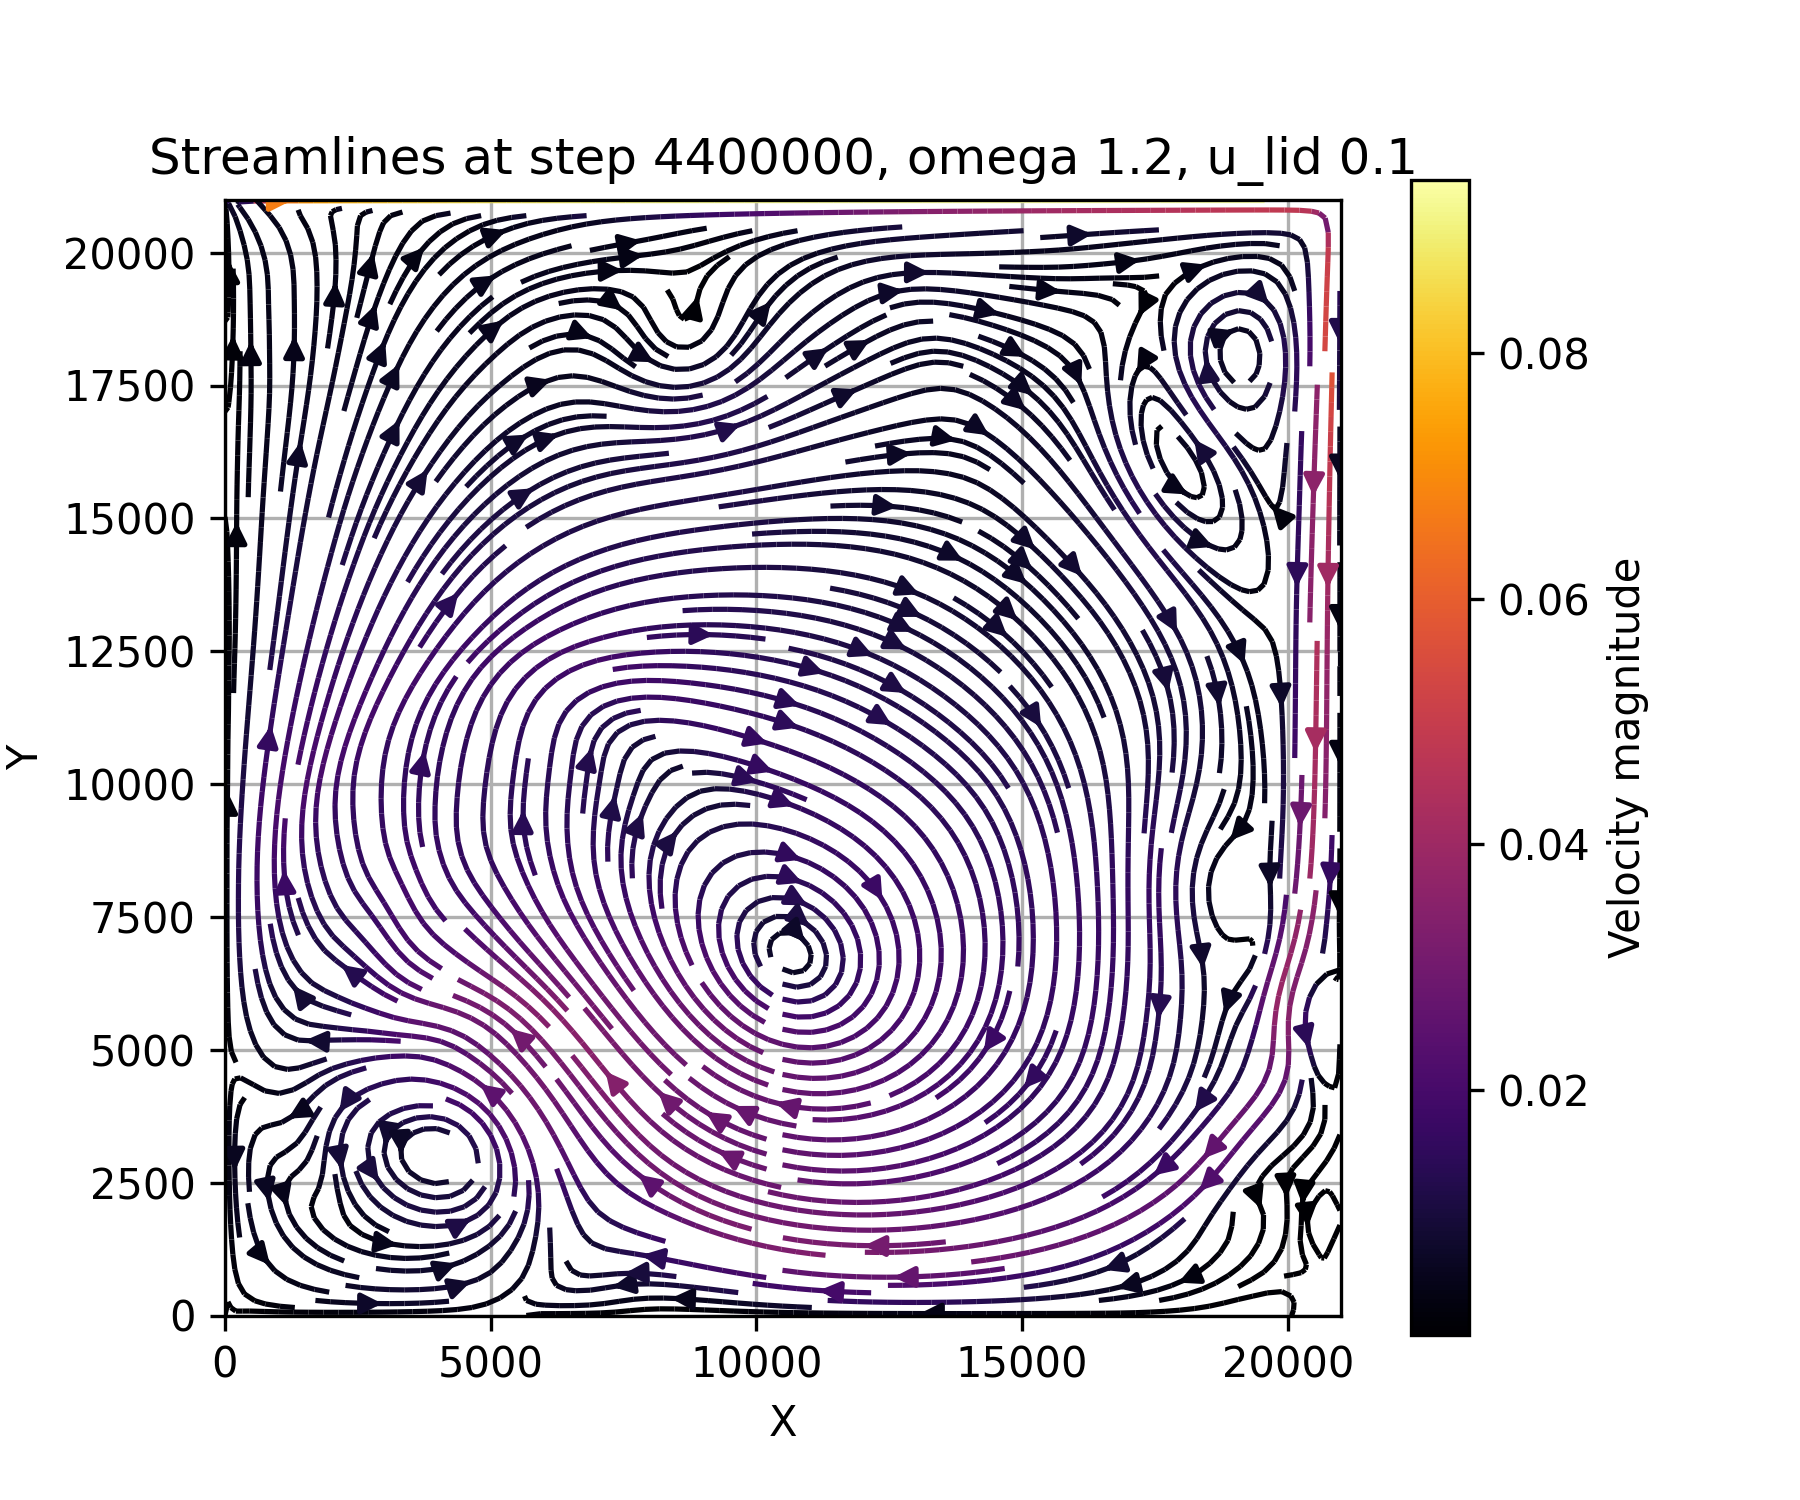 Streamlines at step 4400000, omega 1.2, u_lid 0.1
20000
17500
15000
12500
10000
7500
5000
2500
0
Y
0 5000 10000 15000 20000
X
0.08
0.06
0.04
0.02
Velocity magnitude